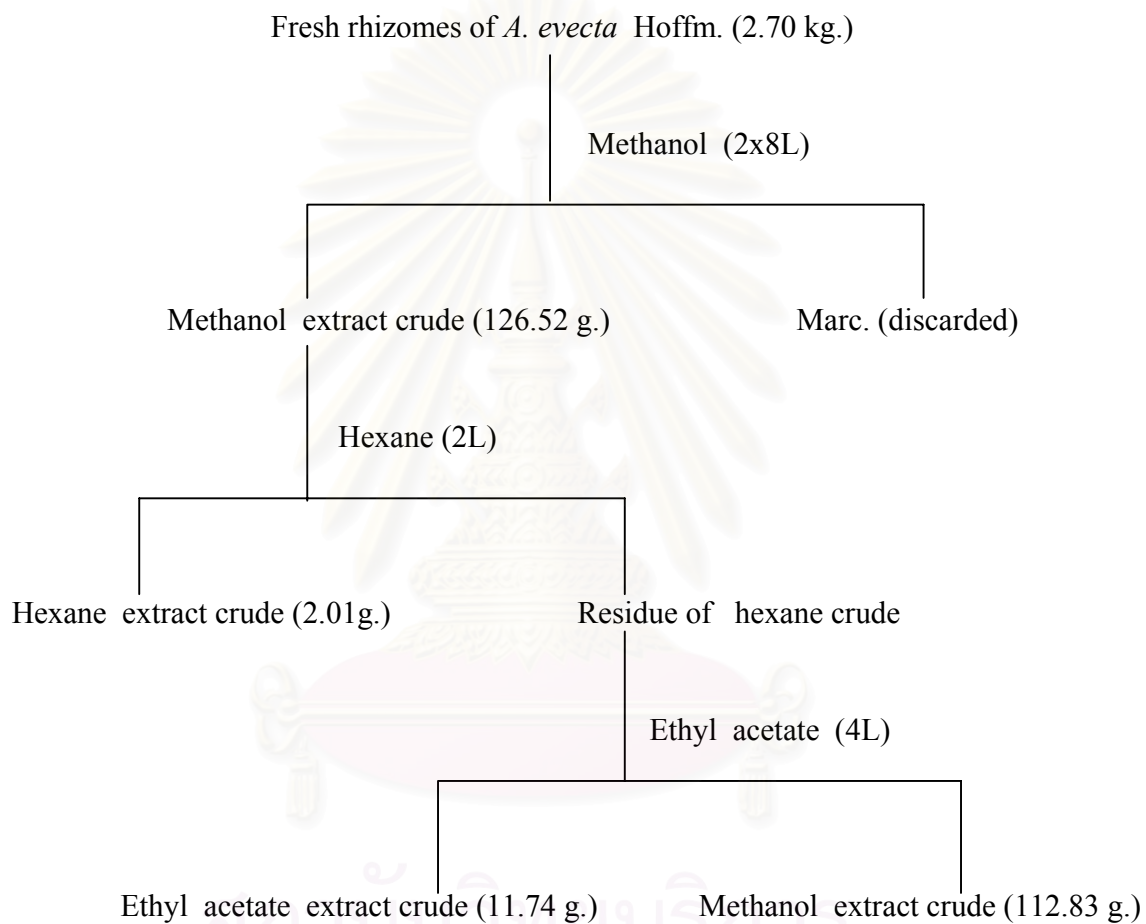 Fresh rhizomes of A. evecta Hoffm. (2.70 kg.)
Methanol (2x8L)
Methanol extract crude (126.52 g.)
Marc. (discarded)
Hexane (2L)
Hexane extract crude (2.01g.)
Residue of hexane crude
Ethyl acetate (4L)
Ethyl acetate extract crude (11.74 g.)
Methanol extract crude (112.83 g.)